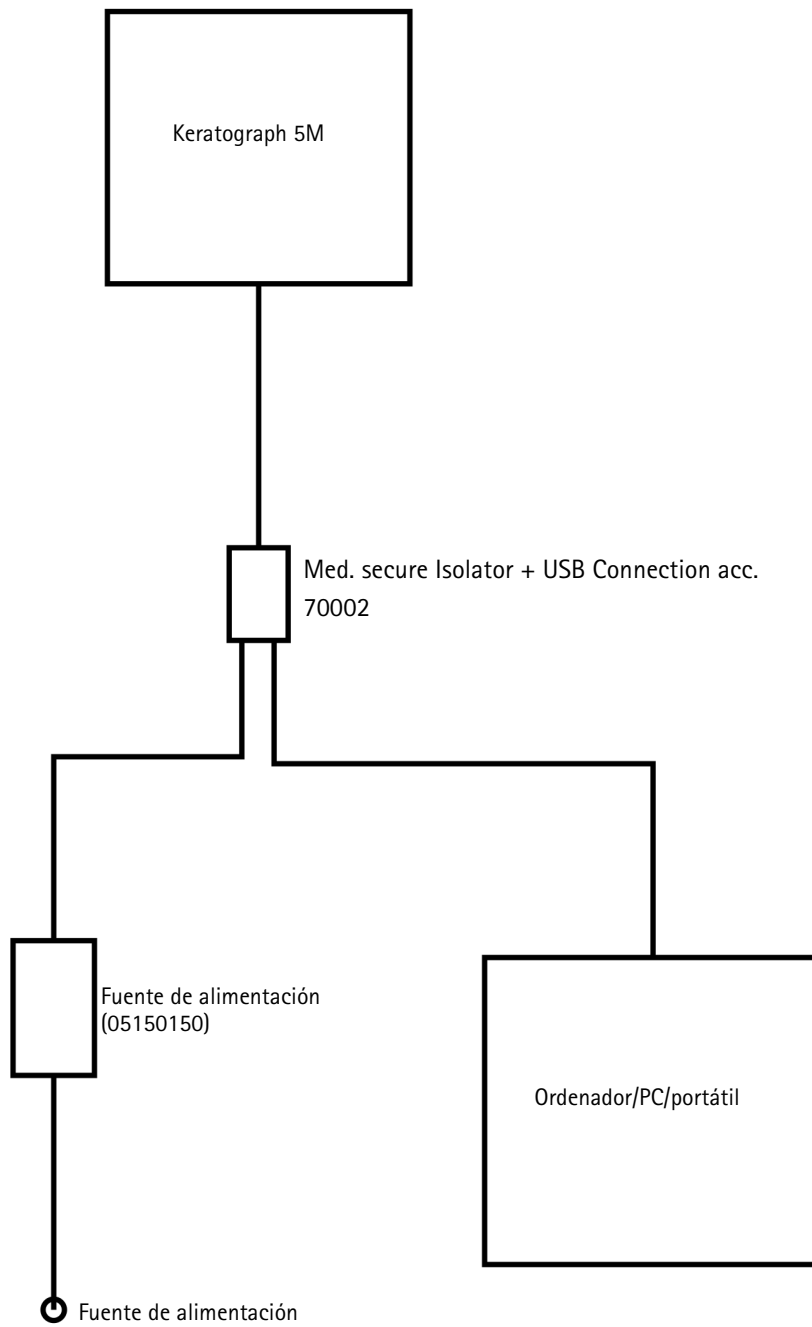 Keratograph 5M
Med. secure Isolator + USB Connection acc.
70002
Fuente de alimentación
(05150150)
Ordenador/PC/portátil
Fuente de alimentación